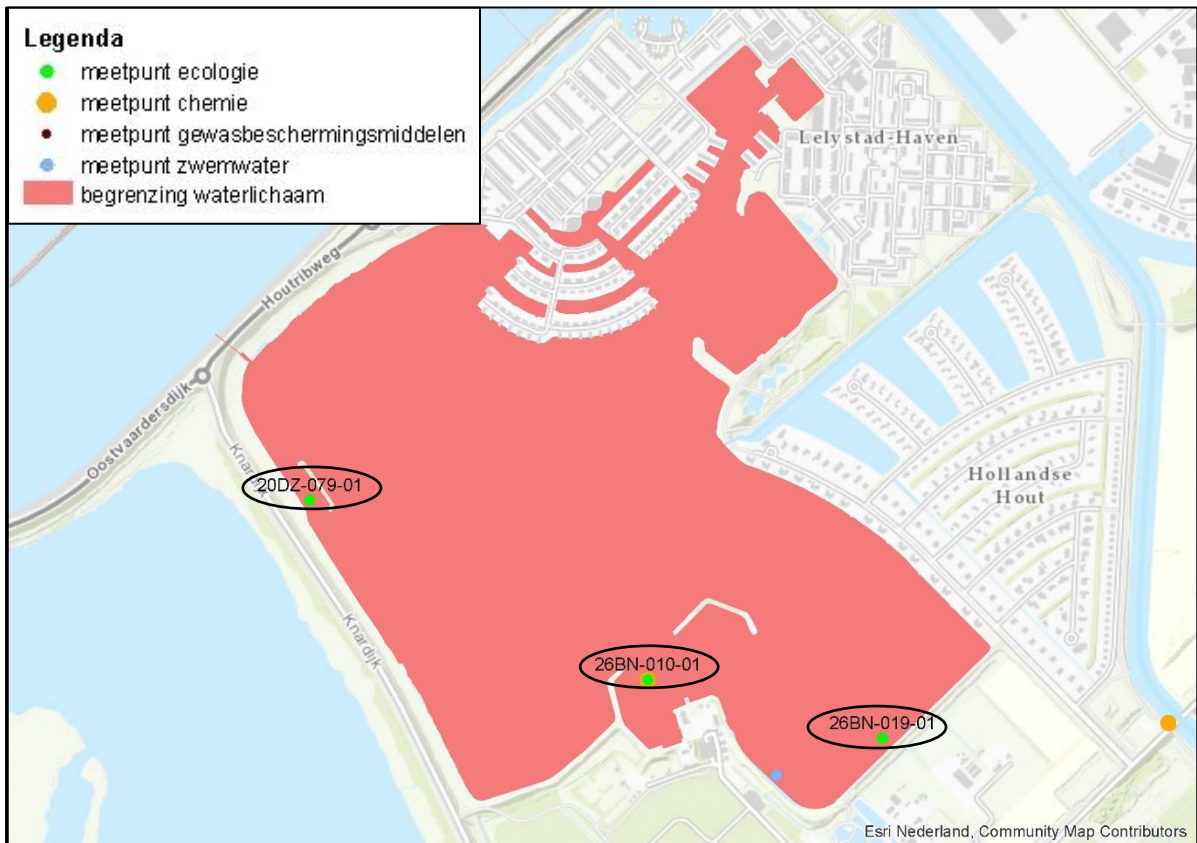 Legenda
meetpunt ecologie
meetpunt chemie
meetpunt gewasbeschermingsmiddelen
meetpunt zwemwater
begrenzing waterlichaam
Lelystad-Haven
Houtribweg
Oostvaardersdijk
Knardijk
20DZ-079-01
Hollandse
Hout
Knardijk
26BN-010-01
26BN-019-01
Esri Nederland, Community Map Contributors